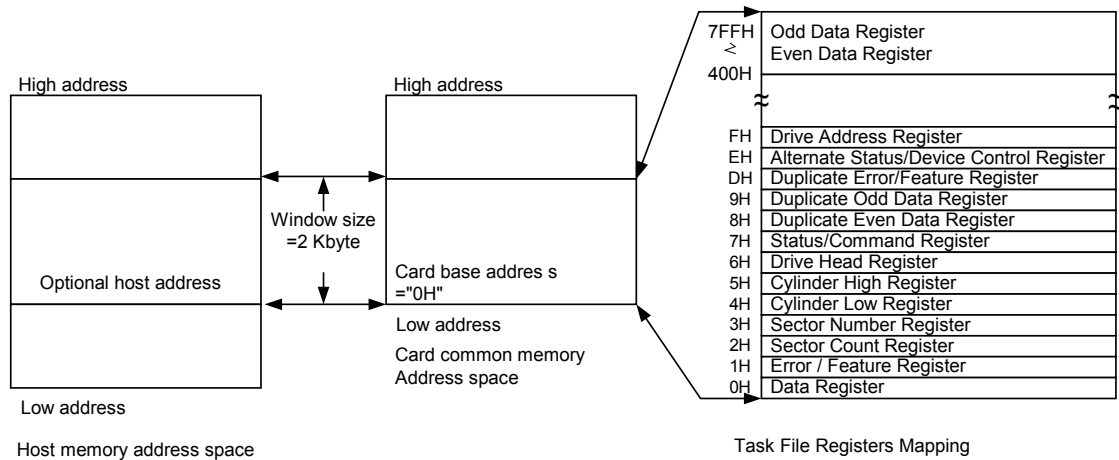 High address
Optional host address
Low address
Host memory address space
Window size
=2 Kbyte
High address
Card base addres s
="0H"
Low address
Card common memory
Address space
7FFH Odd Data Register
≀ Even Data Register
400H
≈ ≈
FH Drive Address Register
EH Alternate Status/Device Control Register
DH Duplicate Error/Feature Register
9H Duplicate Odd Data Register
8H Duplicate Even Data Register
7H Status/Command Register
6H Drive Head Register
5H Cylinder High Register
4H Cylinder Low Register
3H Sector Number Register
2H Sector Count Register
1H Error / Feature Register
0H Data Register
Task File Registers Mapping